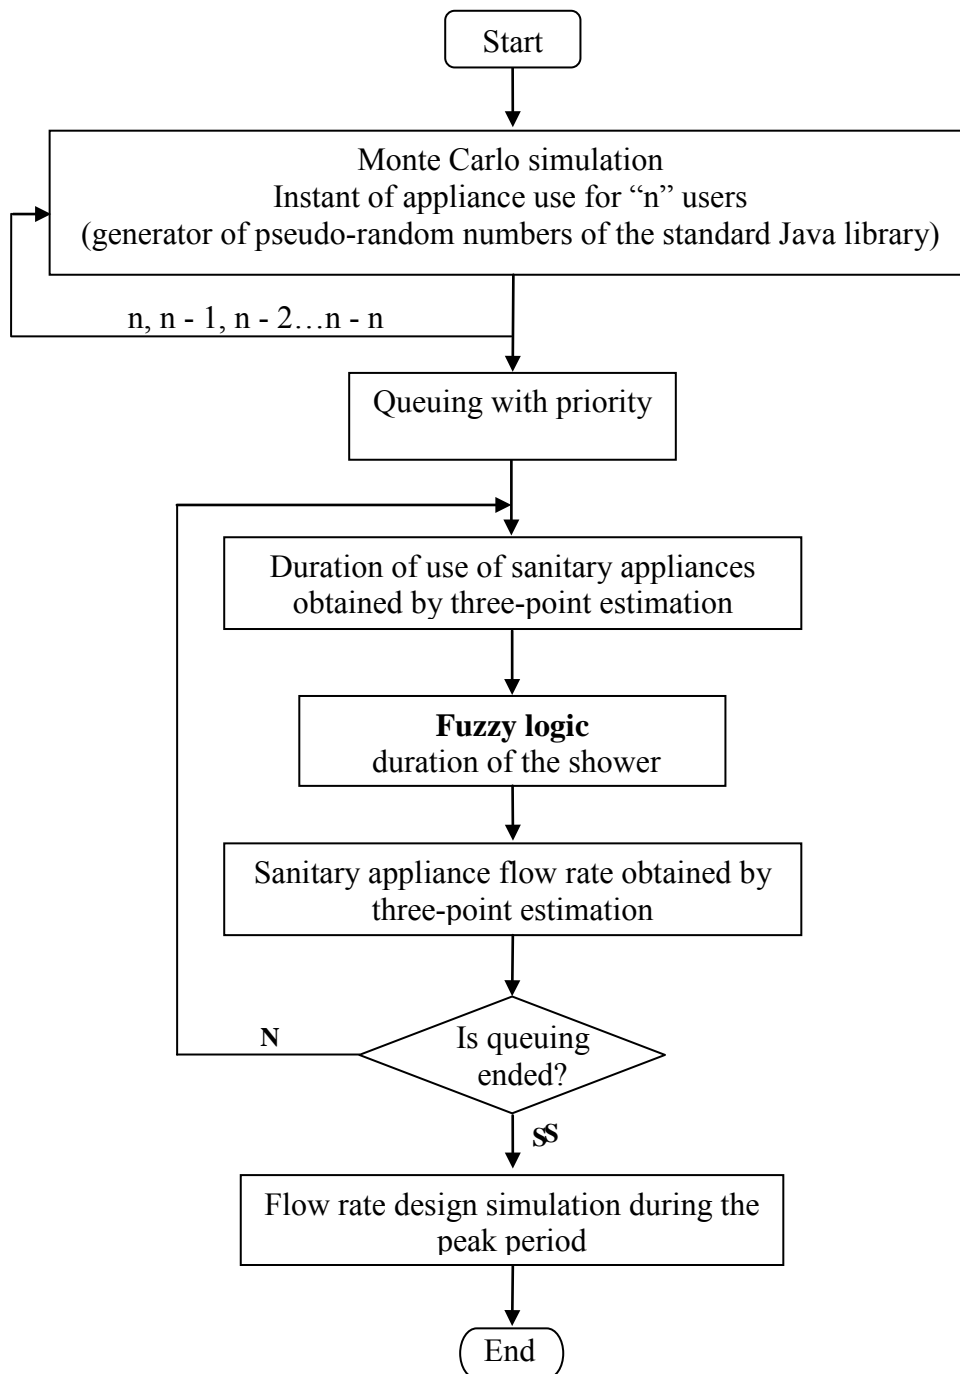 Start
Monte Carlo simulation
Instant of appliance use for “n” users
(generator of pseudo-random numbers of the standard Java library)
n, n - 1, n - 2…n - n
Queuing with priority
Duration of use of sanitary appliances
obtained by three-point estimation
Fuzzy logic
duration of the shower
Sanitary appliance flow rate obtained by
three-point estimation
Is queuing
ended?
N
SS
Flow rate design simulation during the
peak period
End